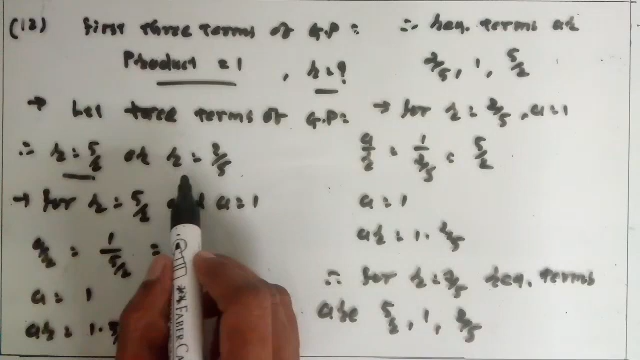 (12) First three terms of G.P=
Product = 1 , r = ?
→ Let three terms of G.P=
∴ r = 5/2 or r = 2/5
→ for r = 5/2 a = 1
a/r = 1/5/2 =
a = 1
ar = 1.5/
∴ req. terms are
2/5, 1, 5/2
→ for r = 2/5, a = 1
a/r = 1/2/5 = 5/2
a = 1
ar = 1. 2/5
∴ for r = 2/5 req. terms
are 5/2, 1, 2/5
FABER CA